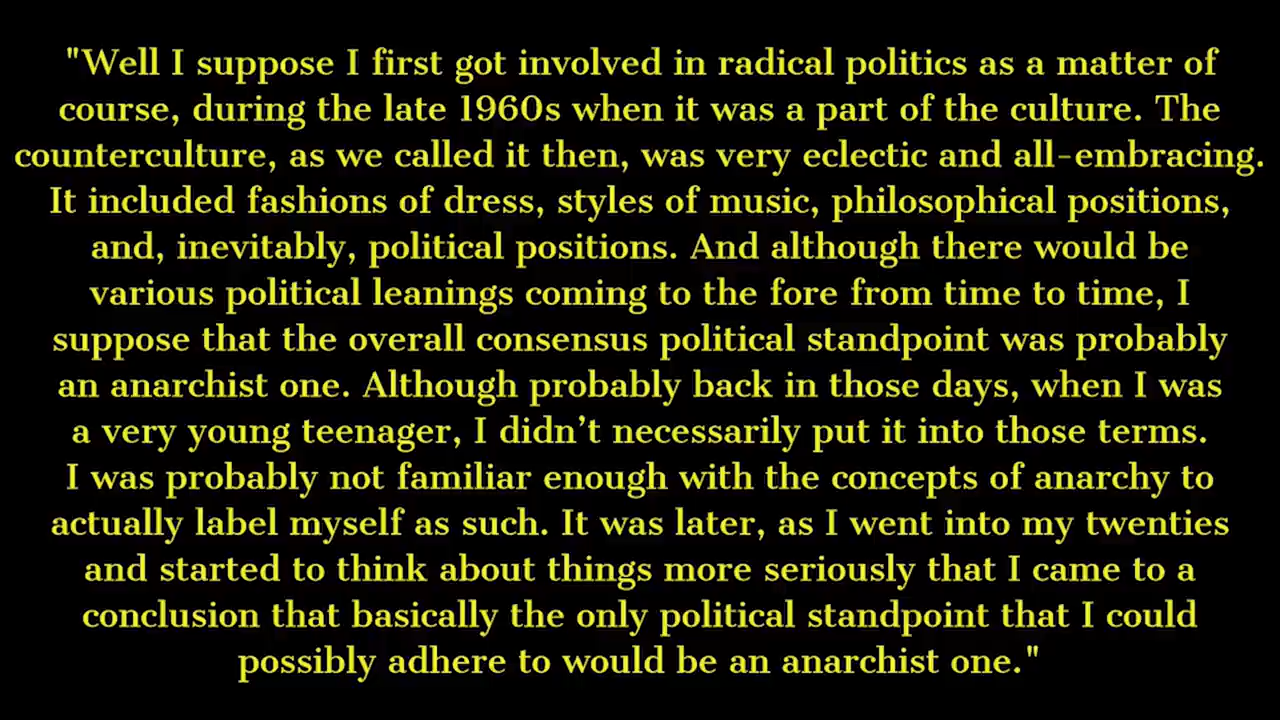 "Well I suppose I first got involved in radical politics as a matter of
course, during the late 1960s when it was a part of the culture. The
counterculture, as we called it then, was very eclectic and all-embracing.
It included fashions of dress, styles of music, philosophical positions,
and, inevitably, political positions. And although there would be
various political leanings coming to the fore from time to time, I
suppose that the overall consensus political standpoint was probably
an anarchist one. Although probably back in those days, when I was
a very young teenager, I didn’t necessarily put it into those terms.
I was probably not familiar enough with the concepts of anarchy to
actually label myself as such. It was later, as I went into my twenties
and started to think about things more seriously that I came to a
conclusion that basically the only political standpoint that I could
possibly adhere to would be an anarchist one."